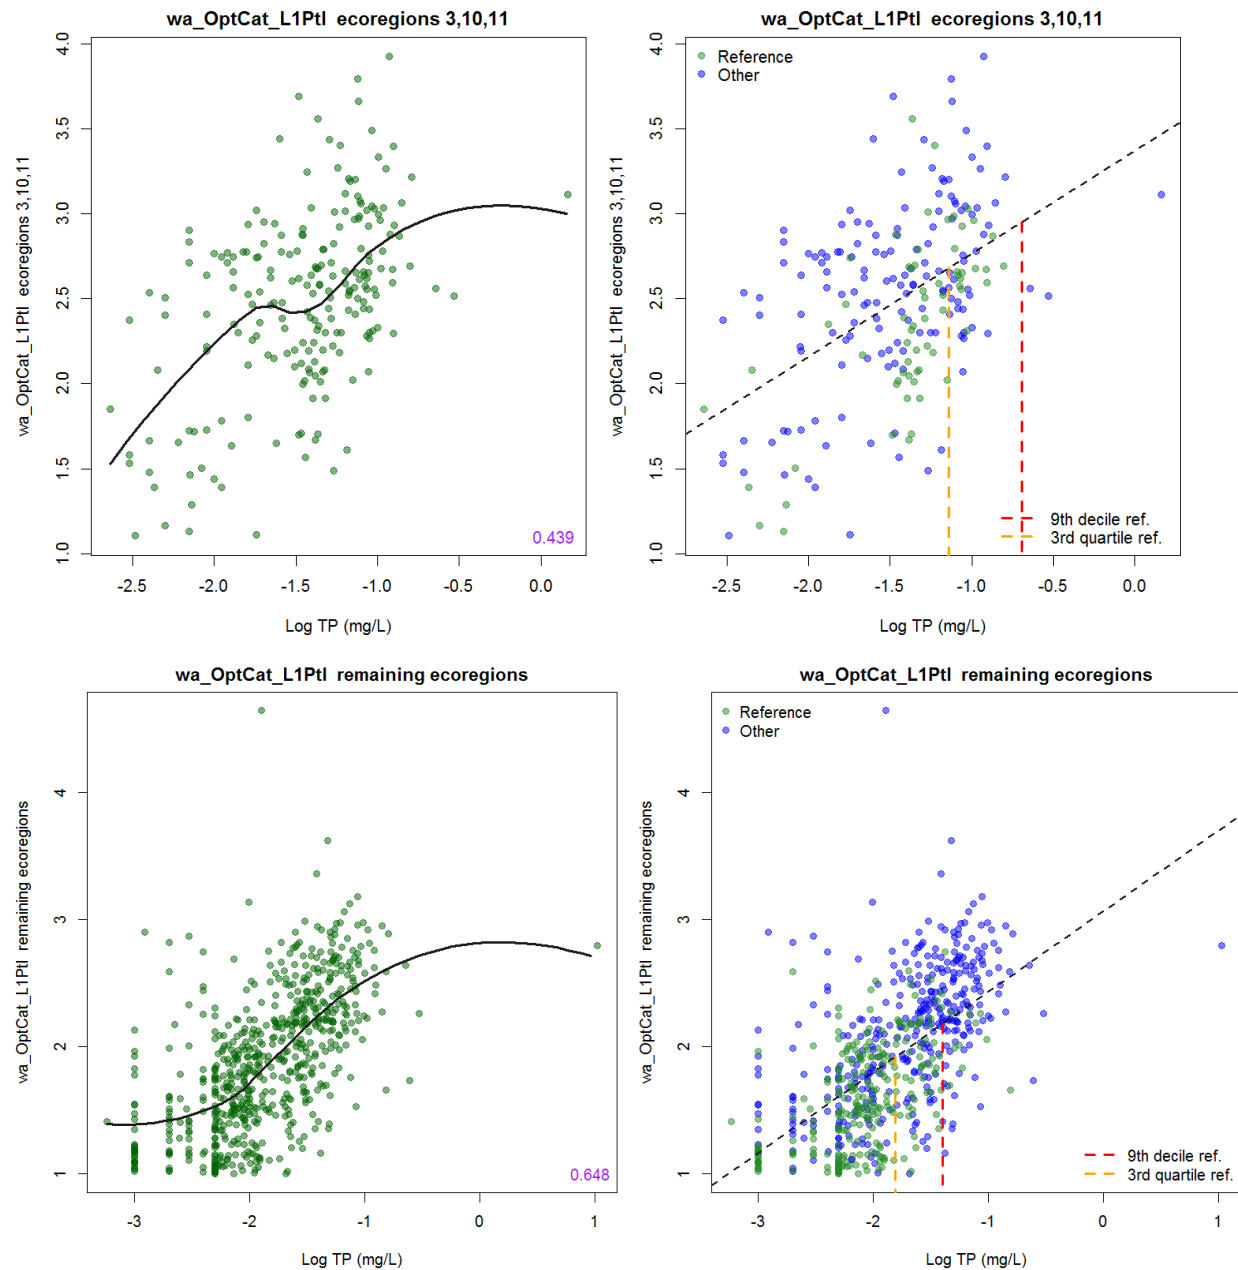 wa_OptCat_L1Ptl ecoregions 3,10,11
wa_OptCat_L1Ptl ecoregions 3,10,11
4.0
3.5
3.0
2.5
2.0
1.5
1.0
0.439
-2.5 -2.0 -1.5 -1.0 -0.5 0.0
Log TP (mg/L)
wa_OptCat_L1Ptl ecoregions 3,10,11
wa_OptCat_L1Ptl ecoregions 3,10,11
4.0
3.5
3.0
2.5
2.0
1.5
1.0
Reference
Other
9th decile ref.
3rd quartile ref.
-2.5 -2.0 -1.5 -1.0 -0.5 0.0
Log TP (mg/L)
wa_OptCat_L1Ptl remaining ecoregions
wa_OptCat_L1Ptl remaining ecoregions
4
3
2
1
0.648
-3 -2 -1 0 1
Log TP (mg/L)
wa_OptCat_L1Ptl remaining ecoregions
wa_OptCat_L1Ptl remaining ecoregions
4
3
2
1
Reference
Other
9th decile ref.
3rd quartile ref.
-3 -2 -1 0 1
Log TP (mg/L)